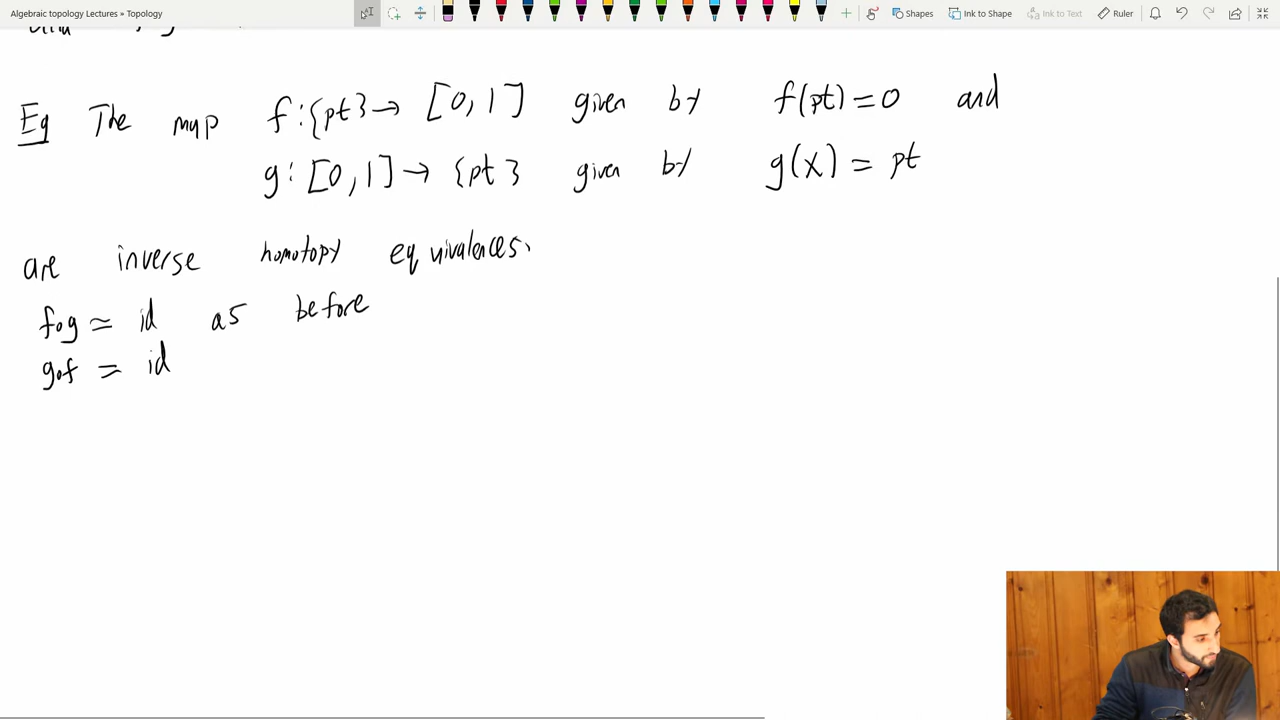 Algebraic topology Lectures » Topology
Shapes Ink to Shape Ink to Text Ruler
Eg The map f:{pt}→ [0,1] given by f(pt)=0 and
g:[0,1]→ {pt} given by g(x) = pt
are inverse homotopy equivalences.
f∘g ≃ id as before
g∘f = id